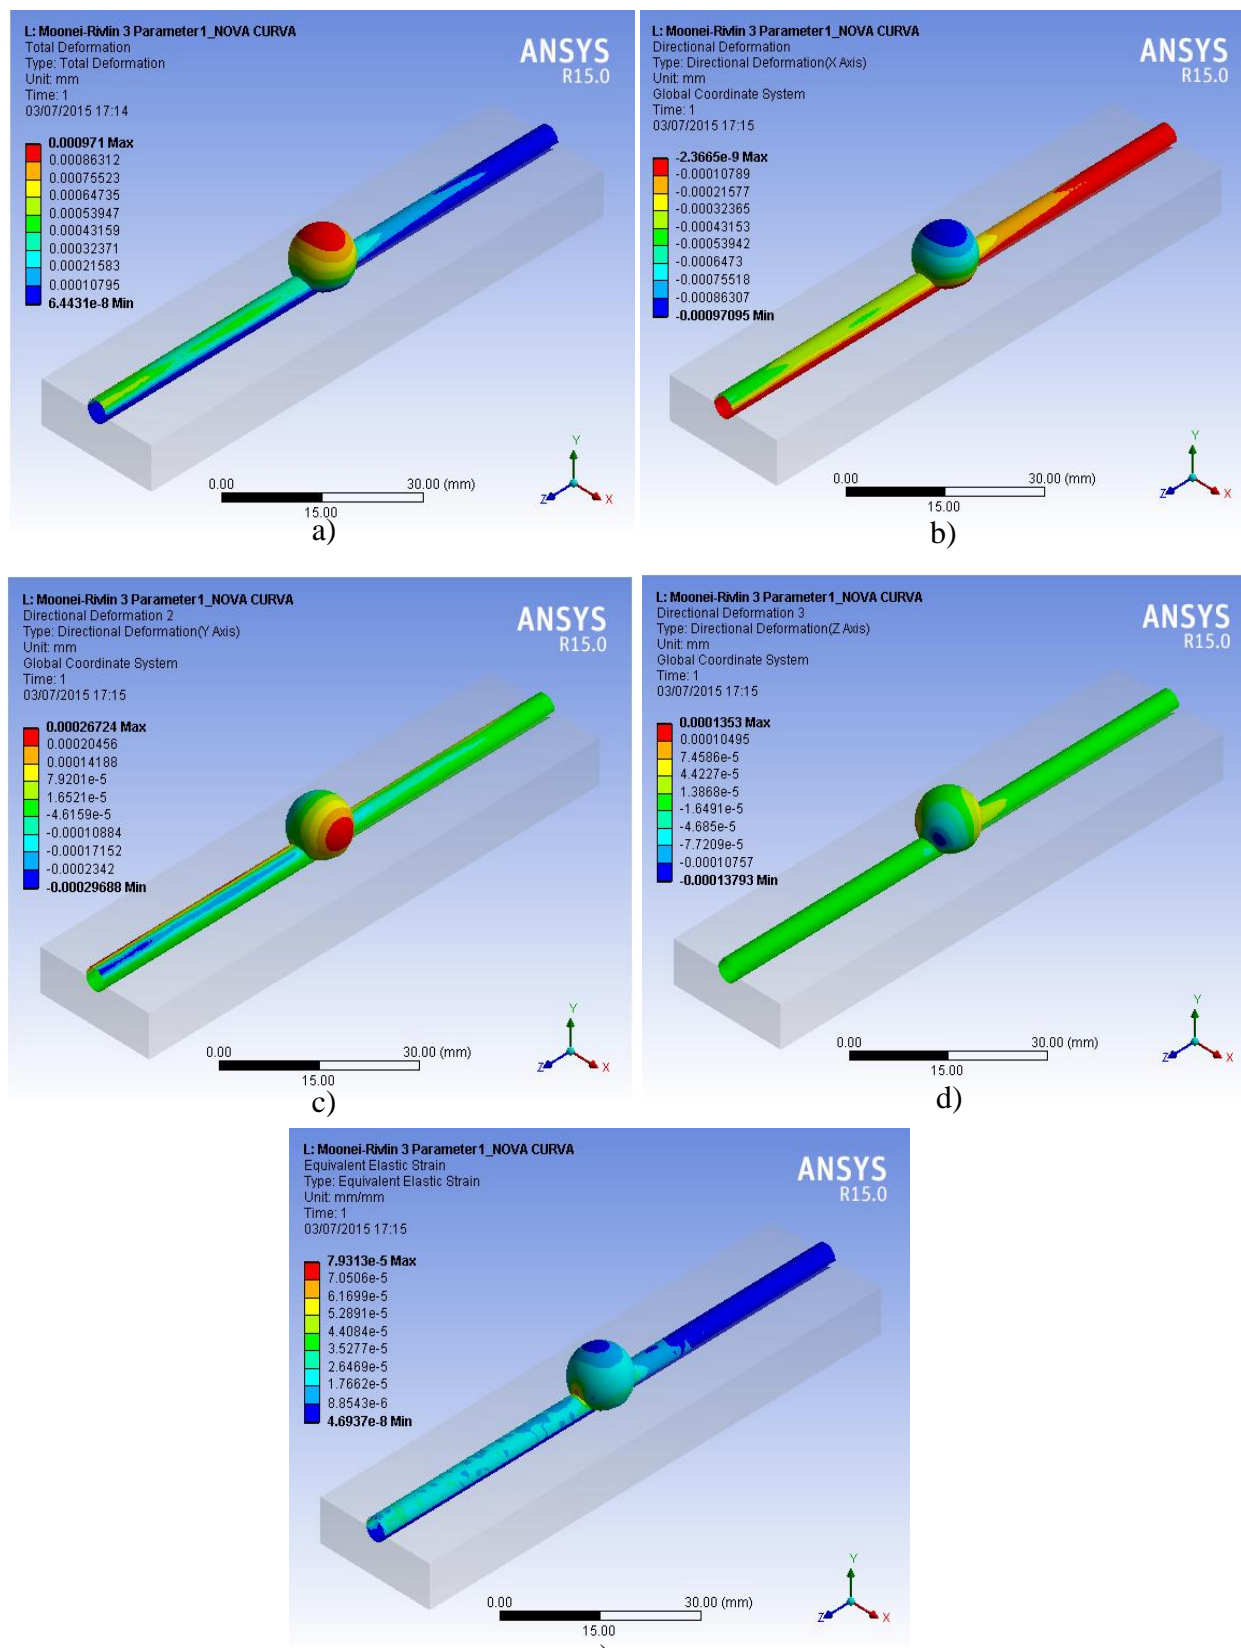 L: Moonei-Rivlin 3 Parameter1_NOVA CURVA
Total Deformation
Type: Total Deformation
Unit: mm
Time: 1
03/07/2015 17:14
ANSYS
R15.0
0.000971 Max
0.00086312
0.00075523
0.00064735
0.00053947
0.00043159
0.00032371
0.00021583
0.00010795
6.4431e-8 Min
0.00
30.00 (mm)
15.00
Y
Z
X
a)
L: Moonei-Rivlin 3 Parameter1_NOVA CURVA
Directional Deformation
Type: Directional Deformation(X Axis)
Unit: mm
Global Coordinate System
Time: 1
03/07/2015 17:15
ANSYS
R15.0
-2.3665e-9 Max
-0.00010789
-0.00021577
-0.00032365
-0.00043153
-0.00053942
-0.0006473
-0.00075518
-0.00086307
-0.00097095 Min
0.00
30.00 (mm)
15.00
Y
Z
X
b)
L: Moonei-Rivlin 3 Parameter1_NOVA CURVA
Directional Deformation 2
Type: Directional Deformation(Y Axis)
Unit: mm
Global Coordinate System
Time: 1
03/07/2015 17:15
ANSYS
R15.0
0.00026724 Max
0.00020456
0.00014188
7.9201e-5
1.6521e-5
-4.6159e-5
-0.00010884
-0.00017152
-0.0002342
-0.00029688 Min
0.00
30.00 (mm)
15.00
Y
Z
X
c)
L: Moonei-Rivlin 3 Parameter1_NOVA CURVA
Directional Deformation 3
Type: Directional Deformation(Z Axis)
Unit: mm
Global Coordinate System
Time: 1
03/07/2015 17:15
ANSYS
R15.0
0.0001353 Max
0.00010495
7.4586e-5
4.4227e-5
1.3868e-5
-1.6491e-5
-4.685e-5
-7.7209e-5
-0.00010757
-0.00013793 Min
0.00
30.00 (mm)
15.00
Y
Z
X
d)
L: Moonei-Rivlin 3 Parameter1_NOVA CURVA
Equivalent Elastic Strain
Type: Equivalent Elastic Strain
Unit: mm/mm
Time: 1
03/07/2015 17:15
ANSYS
R15.0
7.9313e-5 Max
7.0506e-5
6.1699e-5
5.2891e-5
4.4084e-5
3.5277e-5
2.6469e-5
1.7662e-5
8.8543e-6
4.6937e-8 Min
0.00
30.00 (mm)
15.00
Y
Z
X